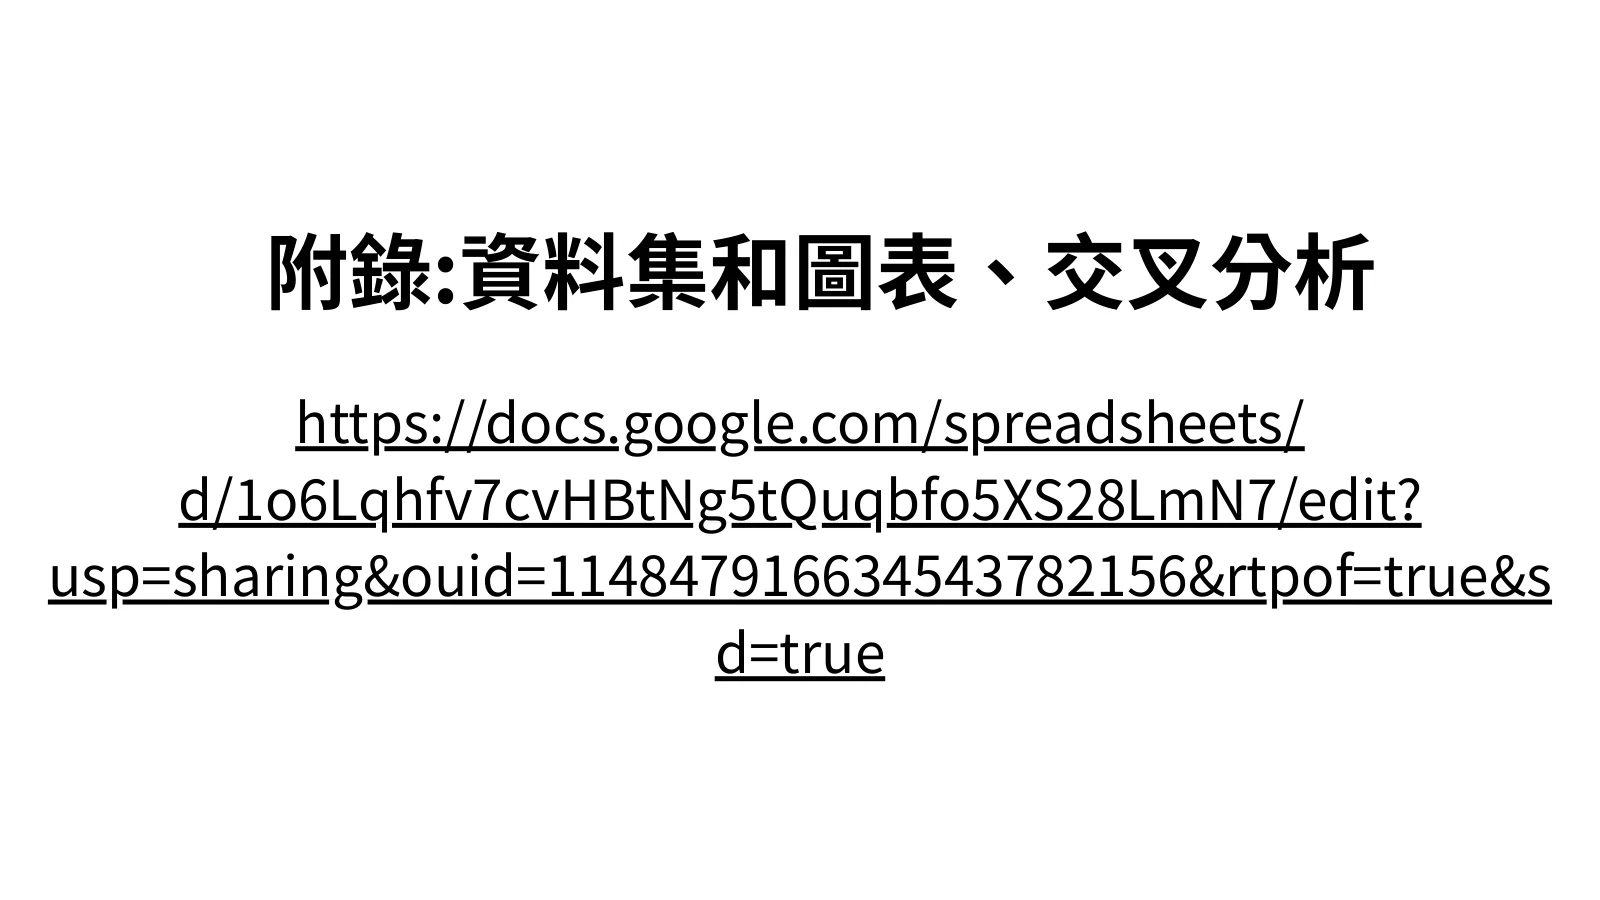 附錄:資料集和圖表、交叉分析
https://docs.google.com/spreadsheets/
d/1o6Lqhfv7cvHBtNg5tQuqbfo5XS28LmN7/edit?
usp=sharing&ouid=114847916634543782156&rtpof=true&s
d=true